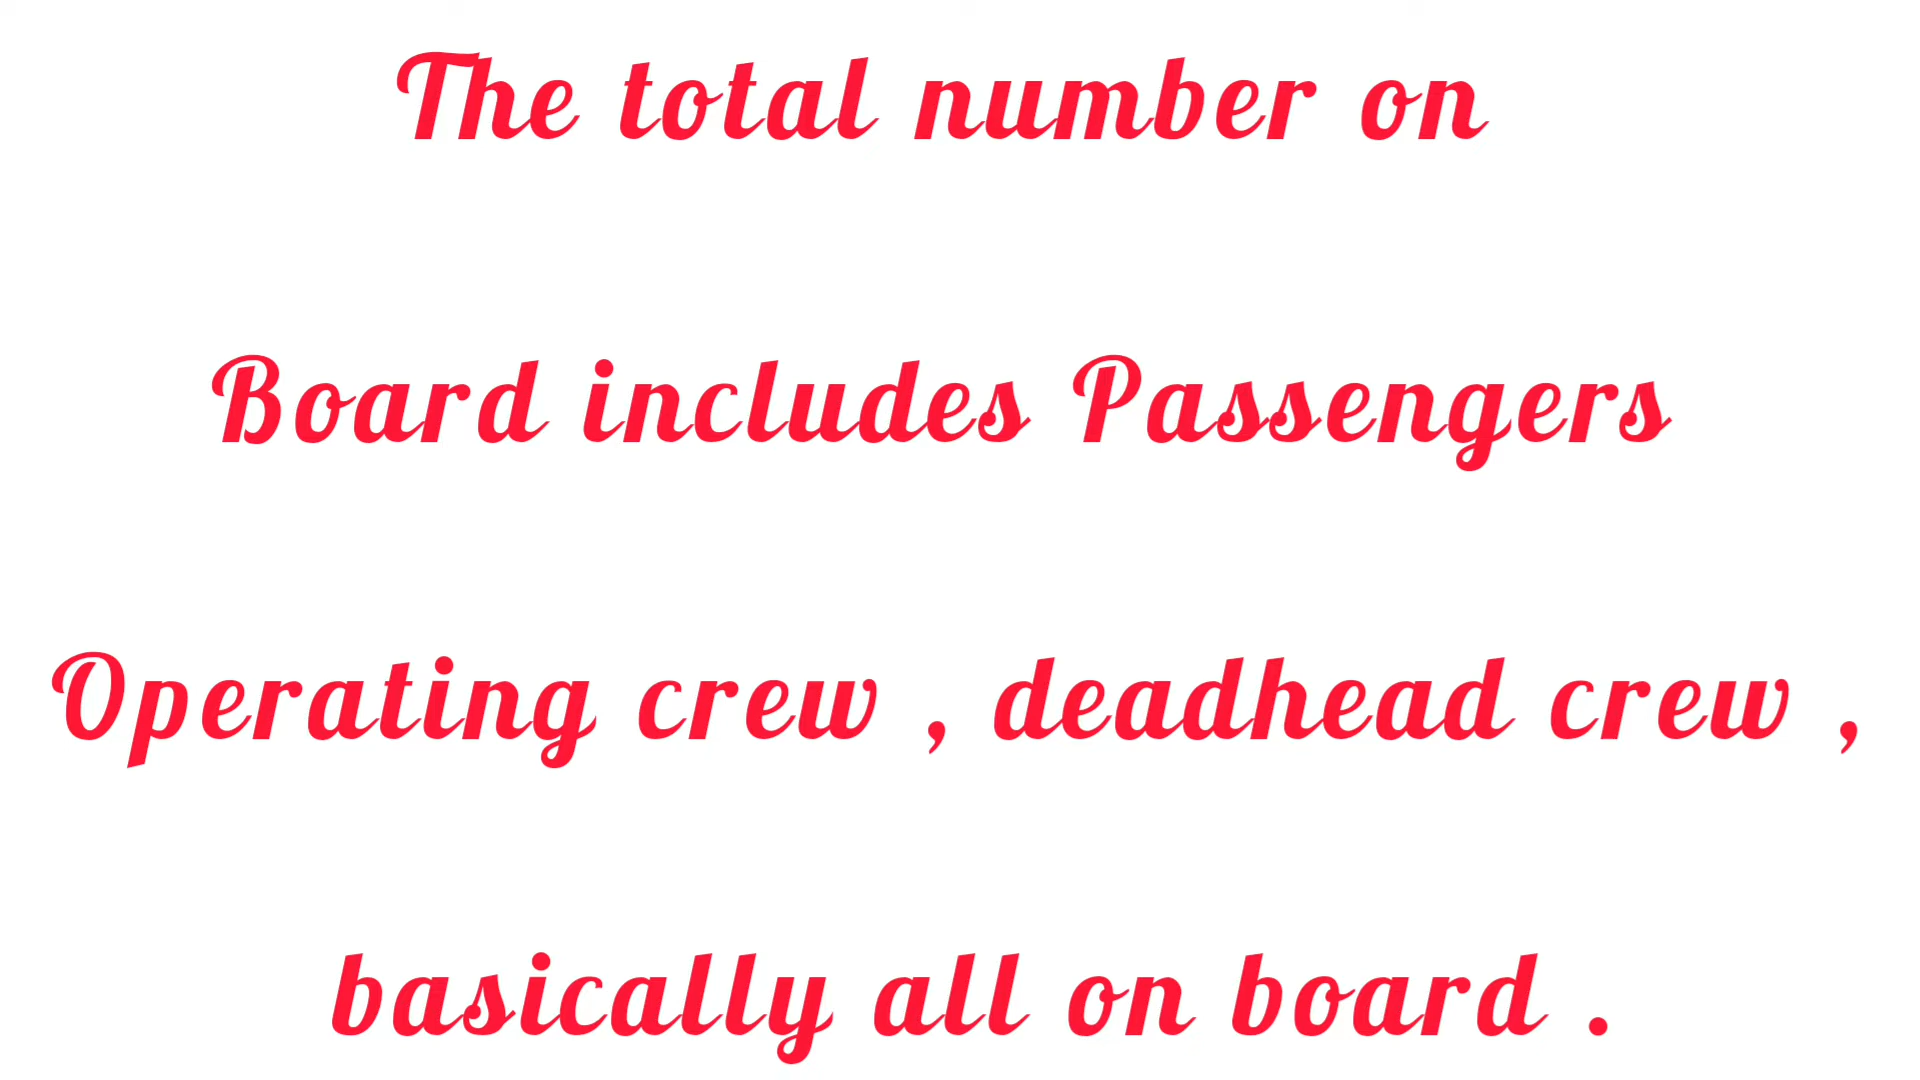 The total number on
Board includes Passengers
Operating crew , deadhead crew ,
basically all on board .